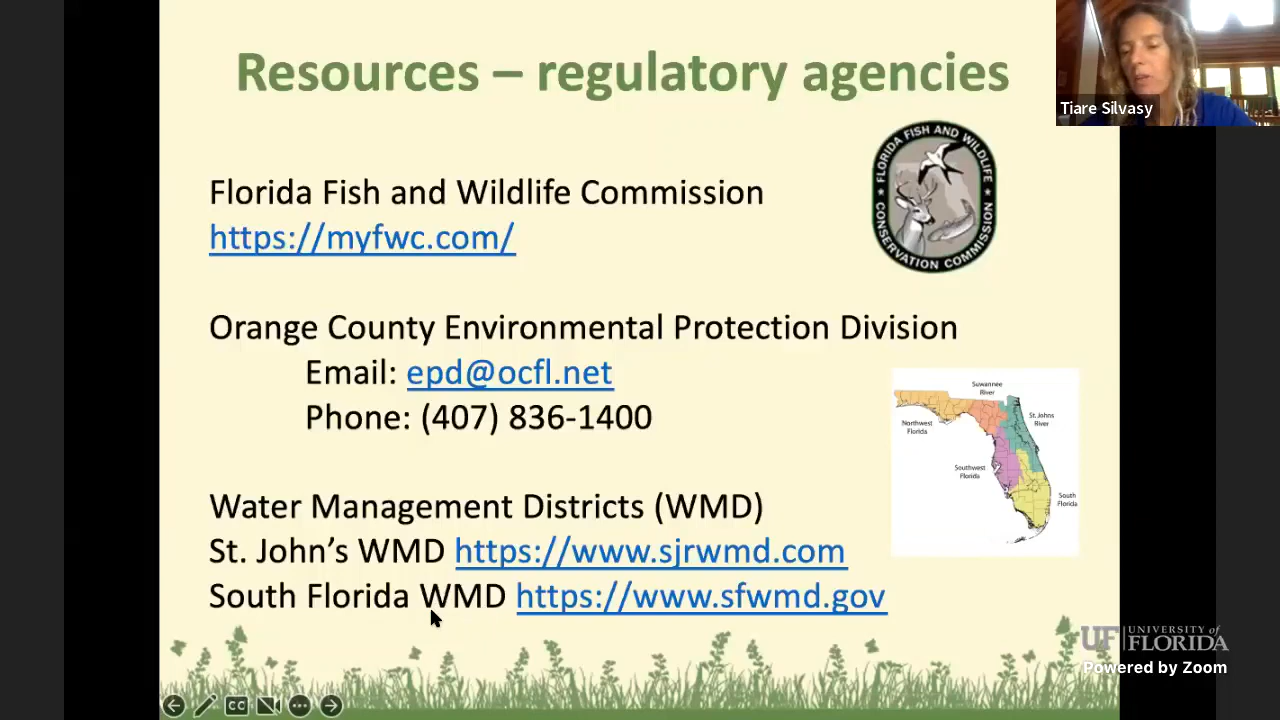 Resources – regulatory agencies
Tiare Silvasy
FLORIDA FISH AND WILDLIFE
CONSERVATION COMMISSION
Florida Fish and Wildlife Commission
https://myfwc.com/
Orange County Environmental Protection Division
Email: epd@ocfl.net
Phone: (407) 836-1400
Suwannee
River
St. Johns
River
Northwest
Florida
Southwest
Florida
South
Florida
Water Management Districts (WMD)
St. John’s WMD https://www.sjrwmd.com
South Florida WMD https://www.sfwmd.gov
UF UNIVERSITY of
FLORIDA
Powered by Zoom
CC